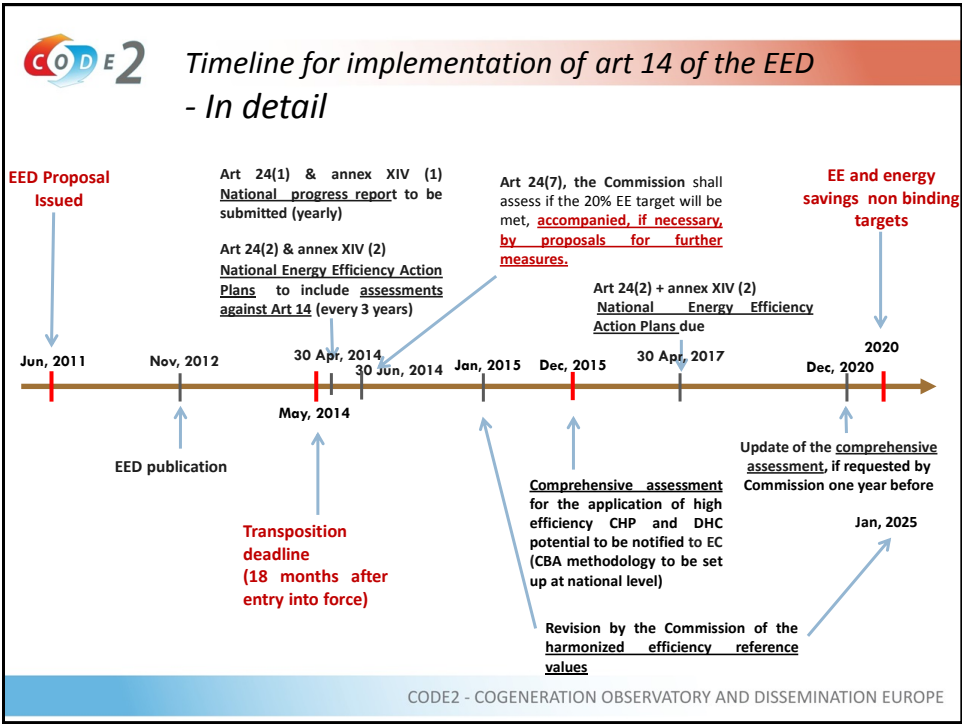 CODE2
Timeline for implementation of art 14 of the EED
- In detail
EED Proposal
Issued
Art 24(1) & annex XIV (1)
National progress report to be
submitted (yearly)
Art 24(2) & annex XIV (2)
National Energy Efficiency Action
Plans to include assessments
against Art 14 (every 3 years)
Art 24(7), the Commission shall
assess if the 20% EE target will be
met, accompanied, if necessary,
by proposals for further
measures.
Art 24(2) + annex XIV (2)
National Energy Efficiency
Action Plans due
EE and energy
savings non binding
targets
Jun, 2011
Nov, 2012
30 Apr, 2014
30 Jun, 2014
Jan, 2015
Dec, 2015
30 Apr, 2017
Dec, 2020
2020
May, 2014
EED publication
Transposition
deadline
(18 months after
entry into force)
Comprehensive assessment
for the application of high
efficiency CHP and DHC
potential to be notified to EC
(CBA methodology to be set
up at national level)
Update of the comprehensive
assessment, if requested by
Commission one year before
Jan, 2025
Revision by the Commission of the
harmonized efficiency reference
values
CODE2 - COGENERATION OBSERVATORY AND DISSEMINATION EUROPE